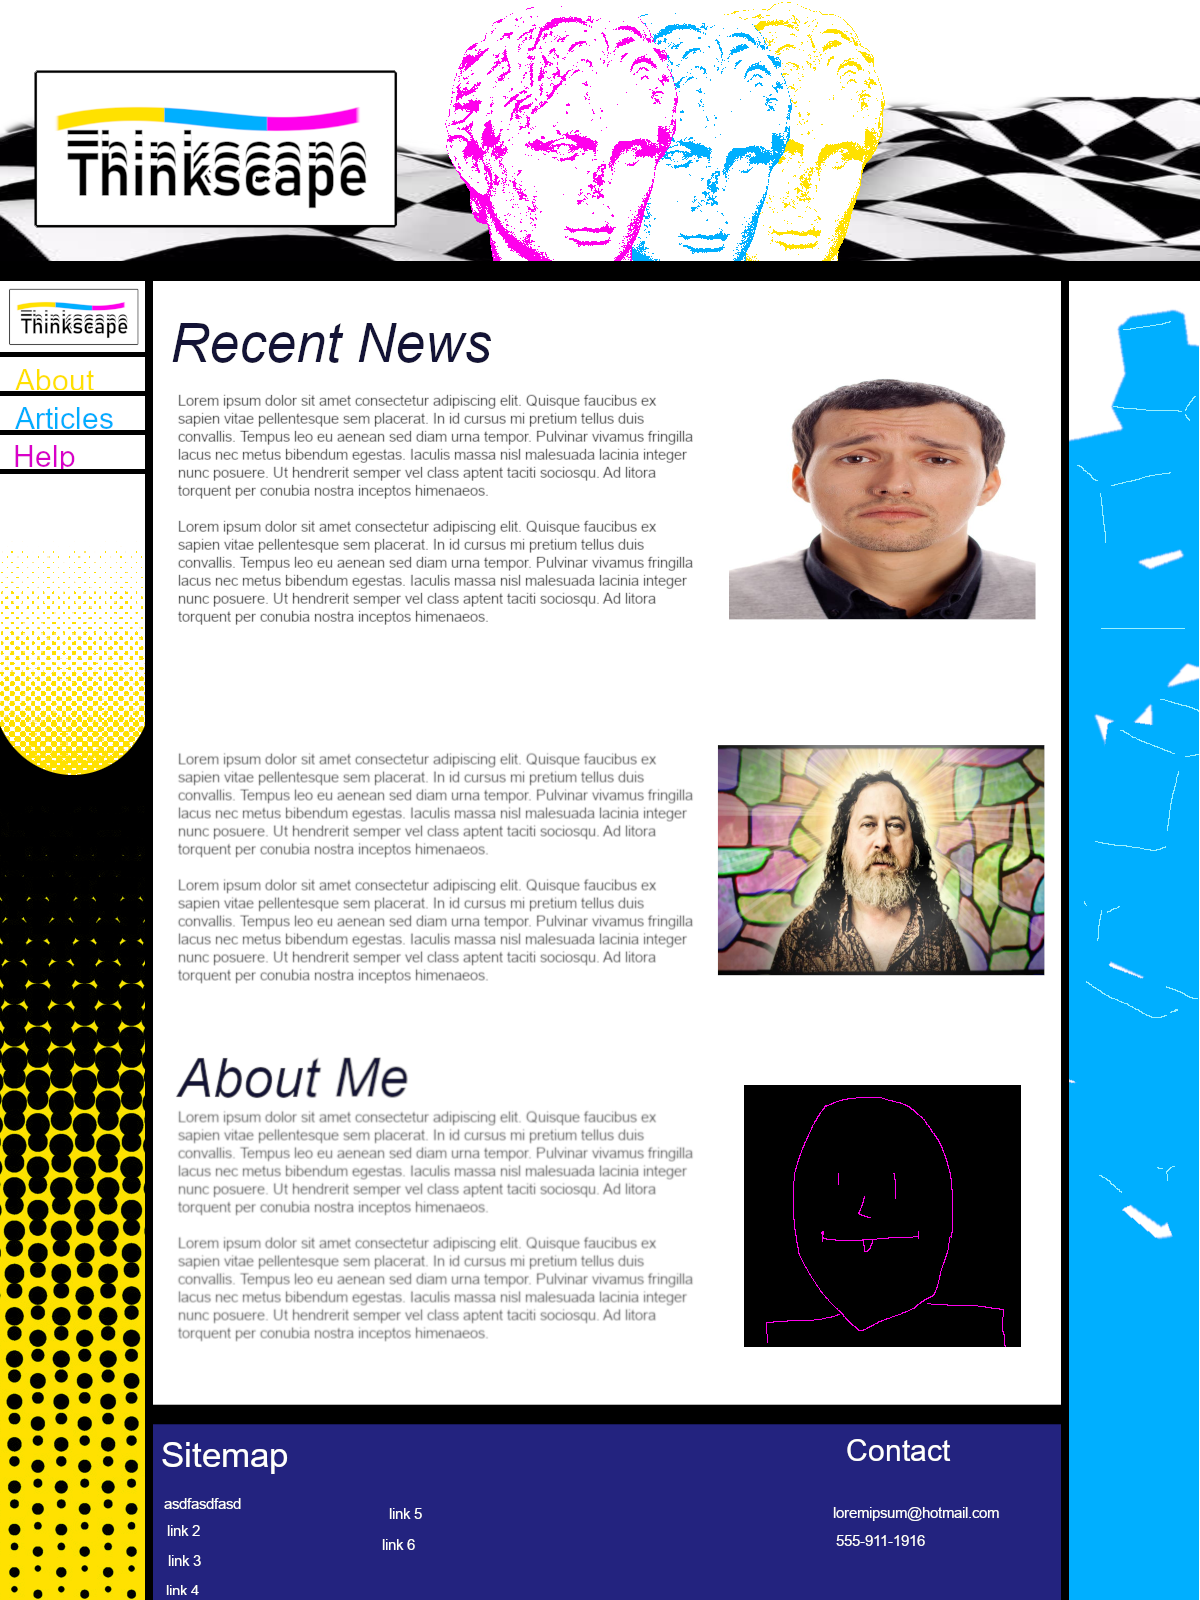 Thinkscape
Thinkscape
About
Articles
Help
Recent News
Lorem ipsum dolor sit amet consectetur adipiscing elit. Quisque faucibus ex
sapien vitae pellentesque sem placerat. In id cursus mi pretium tellus duis
convallis. Tempus leo eu aenean sed diam urna tempor. Pulvinar vivamus fringilla
lacus nec metus bibendum egestas. Iaculis massa nisl malesuada lacinia integer
nunc posuere. Ut hendrerit semper vel class aptent taciti sociosqu. Ad litora
torquent per conubia nostra inceptos himenaeos.
Lorem ipsum dolor sit amet consectetur adipiscing elit. Quisque faucibus ex
sapien vitae pellentesque sem placerat. In id cursus mi pretium tellus duis
convallis. Tempus leo eu aenean sed diam urna tempor. Pulvinar vivamus fringilla
lacus nec metus bibendum egestas. Iaculis massa nisl malesuada lacinia integer
nunc posuere. Ut hendrerit semper vel class aptent taciti sociosqu. Ad litora
torquent per conubia nostra inceptos himenaeos.
Lorem ipsum dolor sit amet consectetur adipiscing elit. Quisque faucibus ex
sapien vitae pellentesque sem placerat. In id cursus mi pretium tellus duis
convallis. Tempus leo eu aenean sed diam urna tempor. Pulvinar vivamus fringilla
lacus nec metus bibendum egestas. Iaculis massa nisl malesuada lacinia integer
nunc posuere. Ut hendrerit semper vel class aptent taciti sociosqu. Ad litora
torquent per conubia nostra inceptos himenaeos.
Lorem ipsum dolor sit amet consectetur adipiscing elit. Quisque faucibus ex
sapien vitae pellentesque sem placerat. In id cursus mi pretium tellus duis
convallis. Tempus leo eu aenean sed diam urna tempor. Pulvinar vivamus fringilla
lacus nec metus bibendum egestas. Iaculis massa nisl malesuada lacinia integer
nunc posuere. Ut hendrerit semper vel class aptent taciti sociosqu. Ad litora
torquent per conubia nostra inceptos himenaeos.
About Me
Lorem ipsum dolor sit amet consectetur adipiscing elit. Quisque faucibus ex
sapien vitae pellentesque sem placerat. In id cursus mi pretium tellus duis
convallis. Tempus leo eu aenean sed diam urna tempor. Pulvinar vivamus fringilla
lacus nec metus bibendum egestas. Iaculis massa nisl malesuada lacinia integer
nunc posuere. Ut hendrerit semper vel class aptent taciti sociosqu. Ad litora
torquent per conubia nostra inceptos himenaeos.
Lorem ipsum dolor sit amet consectetur adipiscing elit. Quisque faucibus ex
sapien vitae pellentesque sem placerat. In id cursus mi pretium tellus duis
convallis. Tempus leo eu aenean sed diam urna tempor. Pulvinar vivamus fringilla
lacus nec metus bibendum egestas. Iaculis massa nisl malesuada lacinia integer
nunc posuere. Ut hendrerit semper vel class aptent taciti sociosqu. Ad litora
torquent per conubia nostra inceptos himenaeos.
Sitemap
asdfasdfasd
link 2
link 3
link 4
link 5
link 6
Contact
loremipsum@hotmail.com
555-911-1916